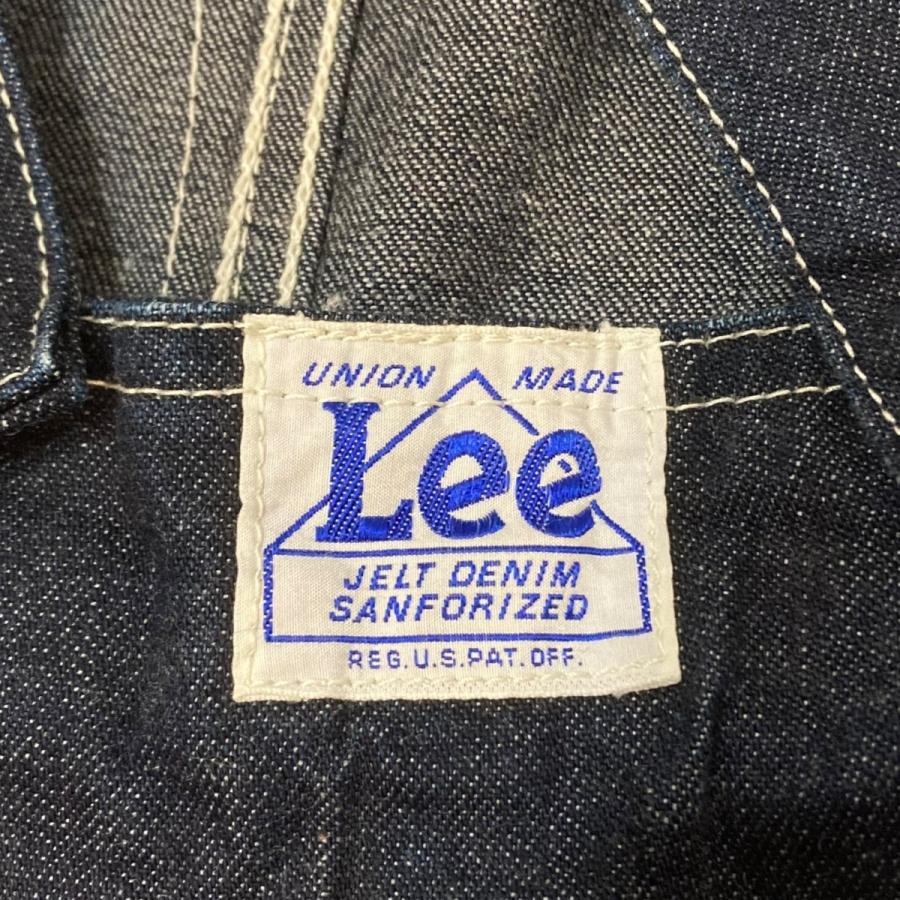 UNION MADE
Lee
JELT DENIM
SANFORIZED
REG.U.S.PAT.OFF.